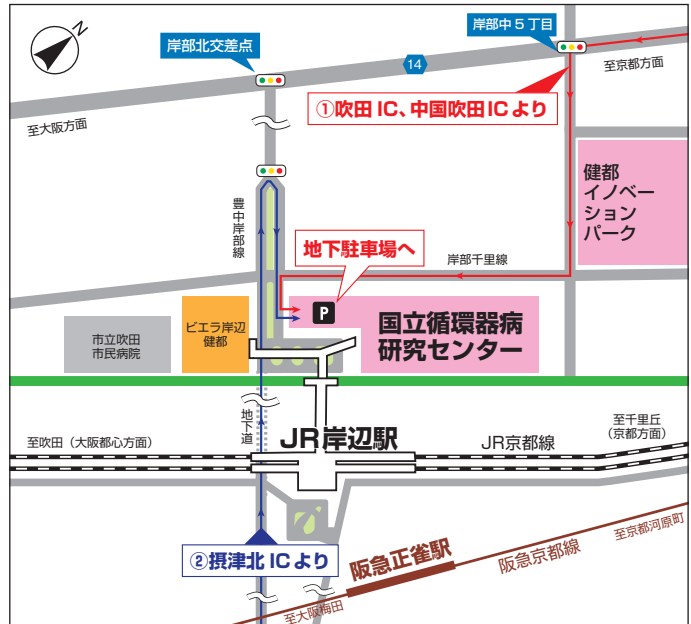 N
岸部北交差点
岸部中5丁目
14
至京都方面
至大阪方面
①吹田IC、中国吹田ICより
健都
イノベー
ション
パーク
豊中岸部線
地下駐車場へ
岸部千里線
P
国立循環器病
研究センター
ビエラ岸辺
健都
市立吹田
市民病院
地下道
JR岸辺駅
至吹田(大阪都心方面)
JR京都線
至千里丘
(京都方面)
②摂津北ICより
阪急正雀駅
阪急京都線
至京都河原町
至大阪梅田